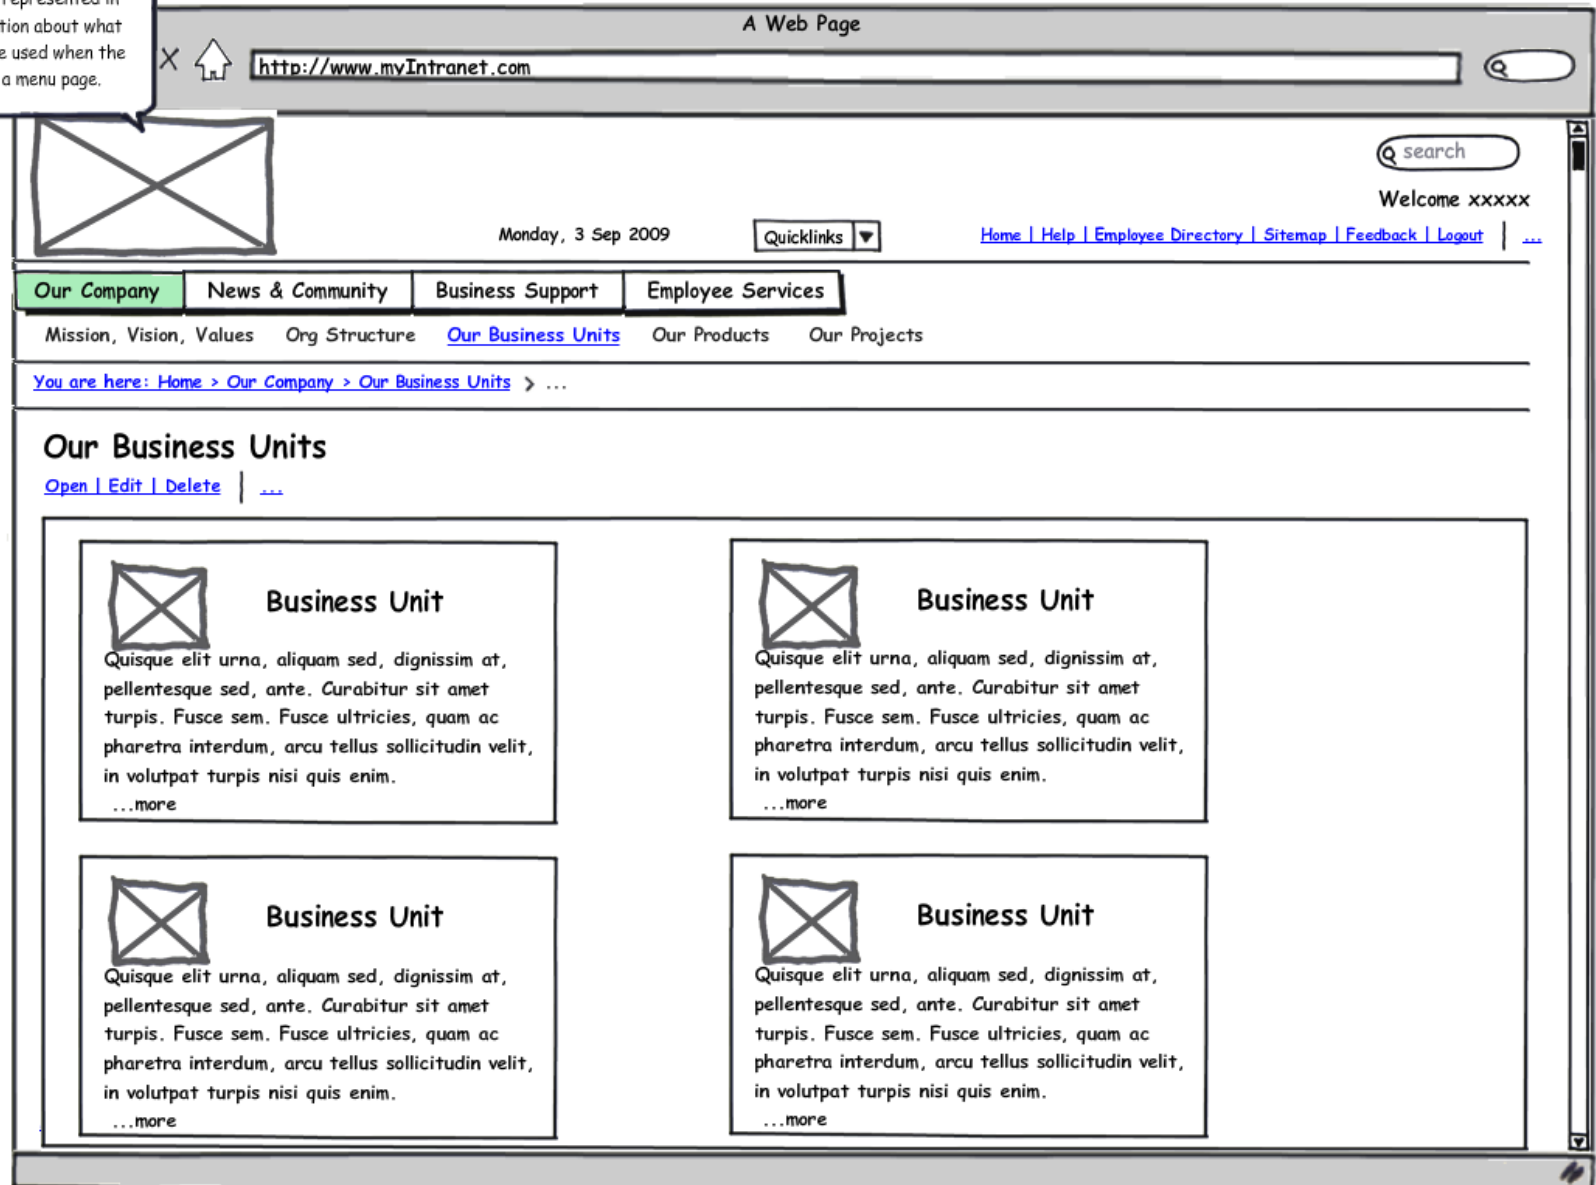 represented in
tion about what
e used when the
a menu page.
A Web Page
http://www.myIntranet.com
search
Welcome xxxxx
Monday, 3 Sep 2009
Quicklinks
Home | Help | Employee Directory | Sitemap | Feedback | Logout | ...
Our Company News & Community Business Support Employee Services
Mission, Vision, Values Org Structure Our Business Units Our Products Our Projects
You are here: Home > Our Company > Our Business Units > ...
Our Business Units
Open | Edit | Delete | ...
Business Unit
Quisque elit urna, aliquam sed, dignissim at,
pellentesque sed, ante. Curabitur sit amet
turpis. Fusce sem. Fusce ultricies, quam ac
pharetra interdum, arcu tellus sollicitudin velit,
in volutpat turpis nisi quis enim.
...more
Business Unit
Quisque elit urna, aliquam sed, dignissim at,
pellentesque sed, ante. Curabitur sit amet
turpis. Fusce sem. Fusce ultricies, quam ac
pharetra interdum, arcu tellus sollicitudin velit,
in volutpat turpis nisi quis enim.
...more
Business Unit
Quisque elit urna, aliquam sed, dignissim at,
pellentesque sed, ante. Curabitur sit amet
turpis. Fusce sem. Fusce ultricies, quam ac
pharetra interdum, arcu tellus sollicitudin velit,
in volutpat turpis nisi quis enim.
...more
Business Unit
Quisque elit urna, aliquam sed, dignissim at,
pellentesque sed, ante. Curabitur sit amet
turpis. Fusce sem. Fusce ultricies, quam ac
pharetra interdum, arcu tellus sollicitudin velit,
in volutpat turpis nisi quis enim.
...more